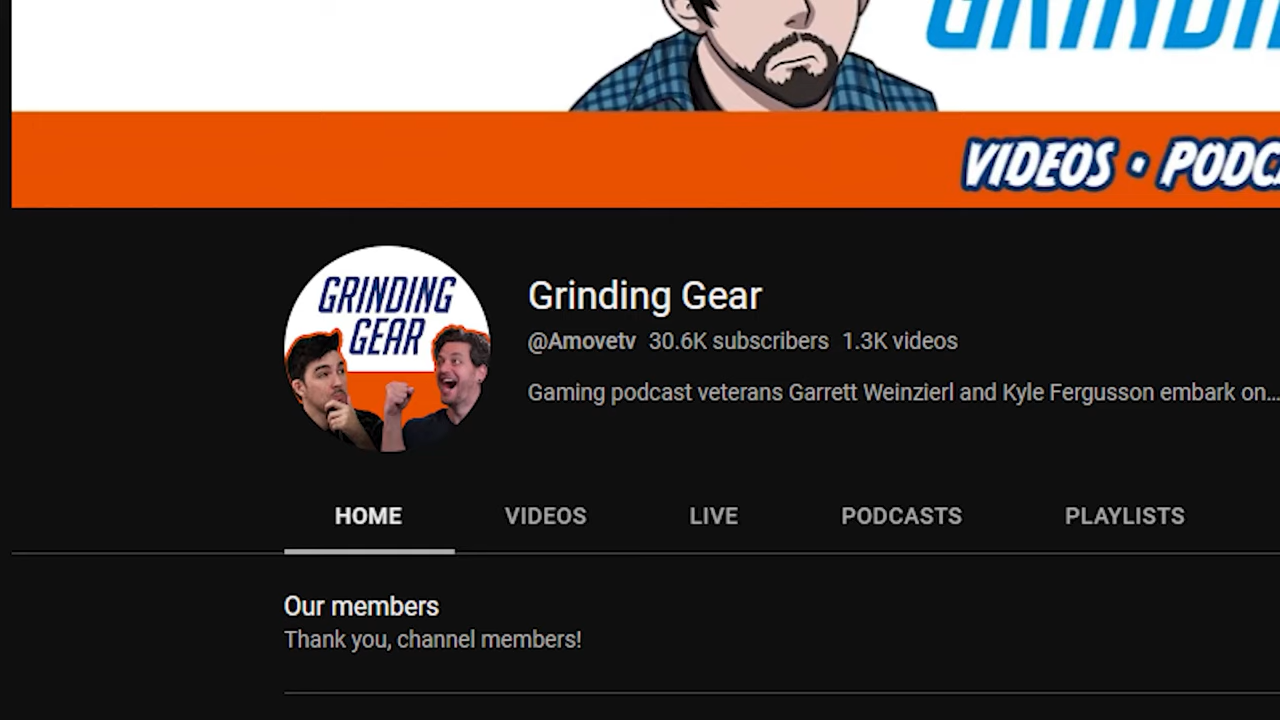 VIDEOS •
Grinding Gear
GRINDING
GEAR
@Amovetv 30.6K subscribers 1.3K videos
Gaming podcast veterans Garrett Weinzierl and Kyle Fergusson embark on...
HOME VIDEOS LIVE PODCASTS PLAYLISTS
Our members
Thank you, channel members!